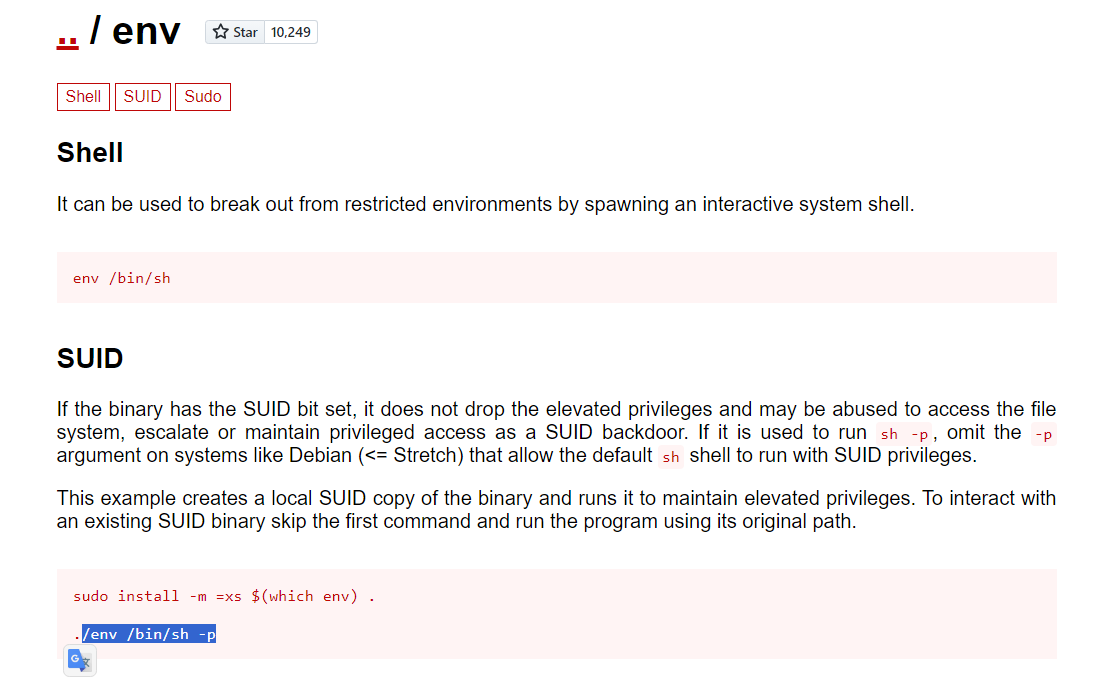 .. / env Star 10,249
Shell SUID Sudo
Shell
It can be used to break out from restricted environments by spawning an interactive system shell.
env /bin/sh
SUID
If the binary has the SUID bit set, it does not drop the elevated privileges and may be abused to access the file
system, escalate or maintain privileged access as a SUID backdoor. If it is used to run sh -p, omit the -p
argument on systems like Debian (<= Stretch) that allow the default sh shell to run with SUID privileges.
This example creates a local SUID copy of the binary and runs it to maintain elevated privileges. To interact with
an existing SUID binary skip the first command and run the program using its original path.
sudo install -m =xs $(which env) .
./env /bin/sh -p
G 文